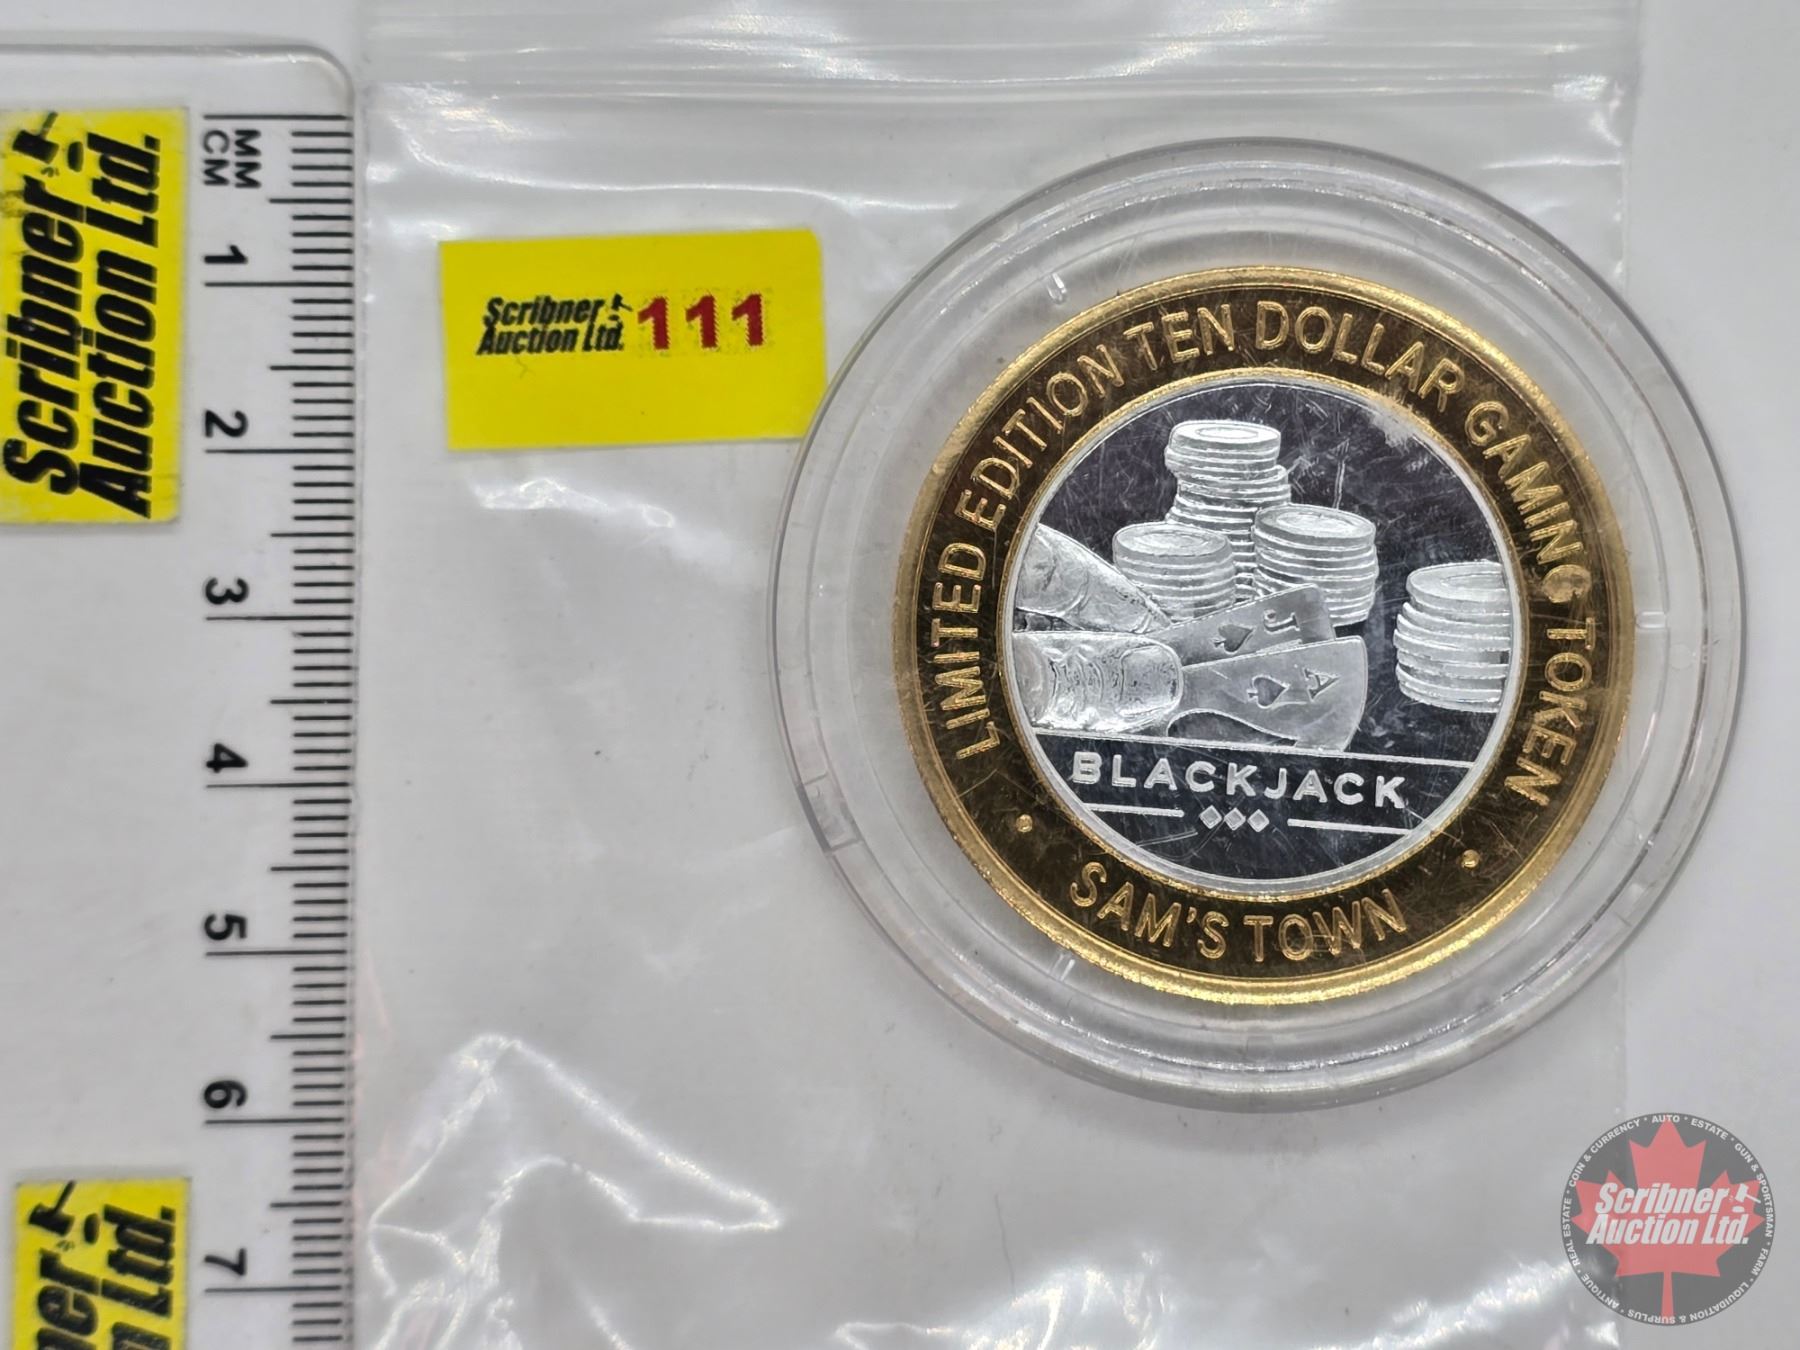 Scribner
Auction Ltd.
MM
CM
1
2
3
4
5
6
7
Scribner
Auction Ltd.
111
LIMITED EDITION TEN DOLLAR GAMING TOKEN
J
A
BLACKJACK
• SAM'S TOWN •
COIN & CURRENCY • AUTO • ESTATE • GUN & SPORTSMAN • FARM • LIQUIDATION & SURPLUS • ANTIQUE • REAL ESTATE •
Scribner
Auction Ltd.